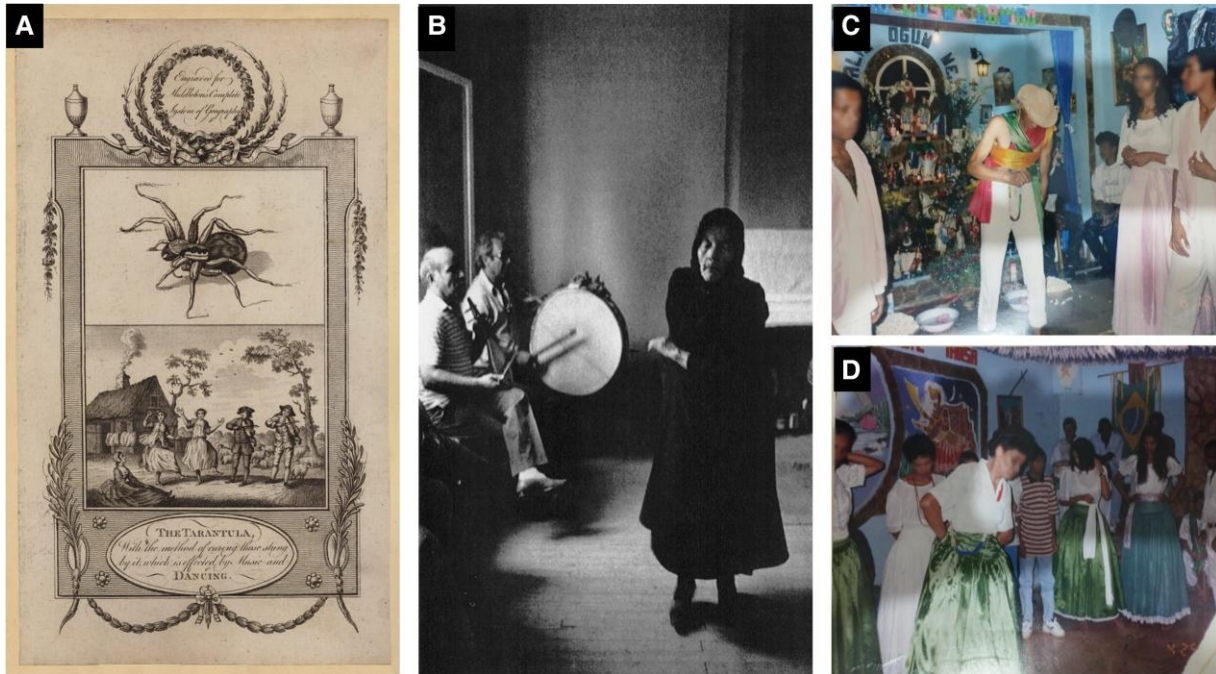 A
Engraved for
Middleton's Complete
System of Geography
THE TARANTULA,
With the method of curing those stung
by it, which is effected by Music and
DANCING.
B
C
OGUM
D